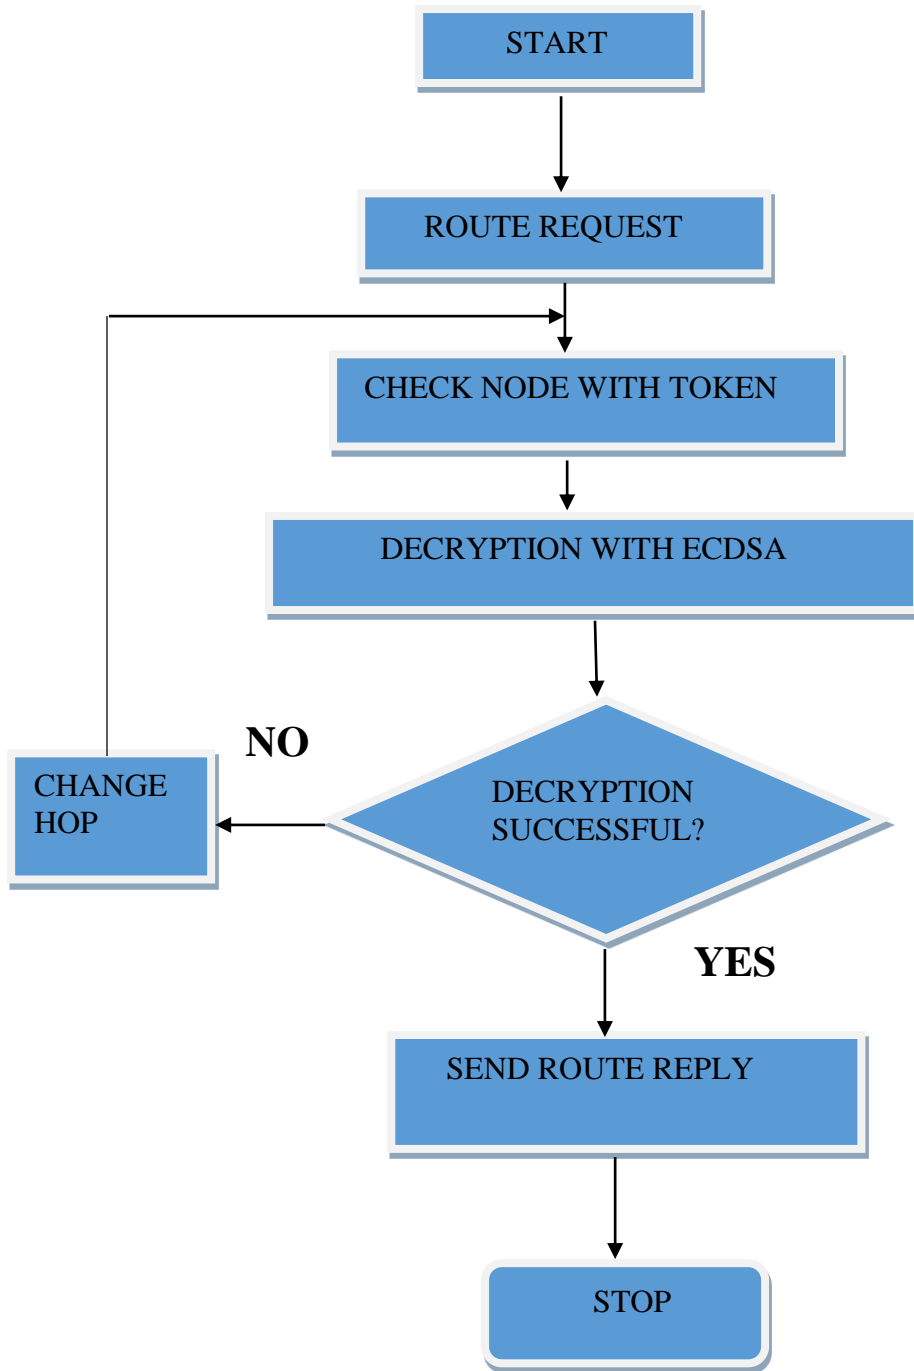 START
ROUTE REQUEST
CHECK NODE WITH TOKEN
DECRYPTION WITH ECDSA
NO
CHANGE
HOP
DECRYPTION
SUCCESSFUL?
YES
SEND ROUTE REPLY
STOP